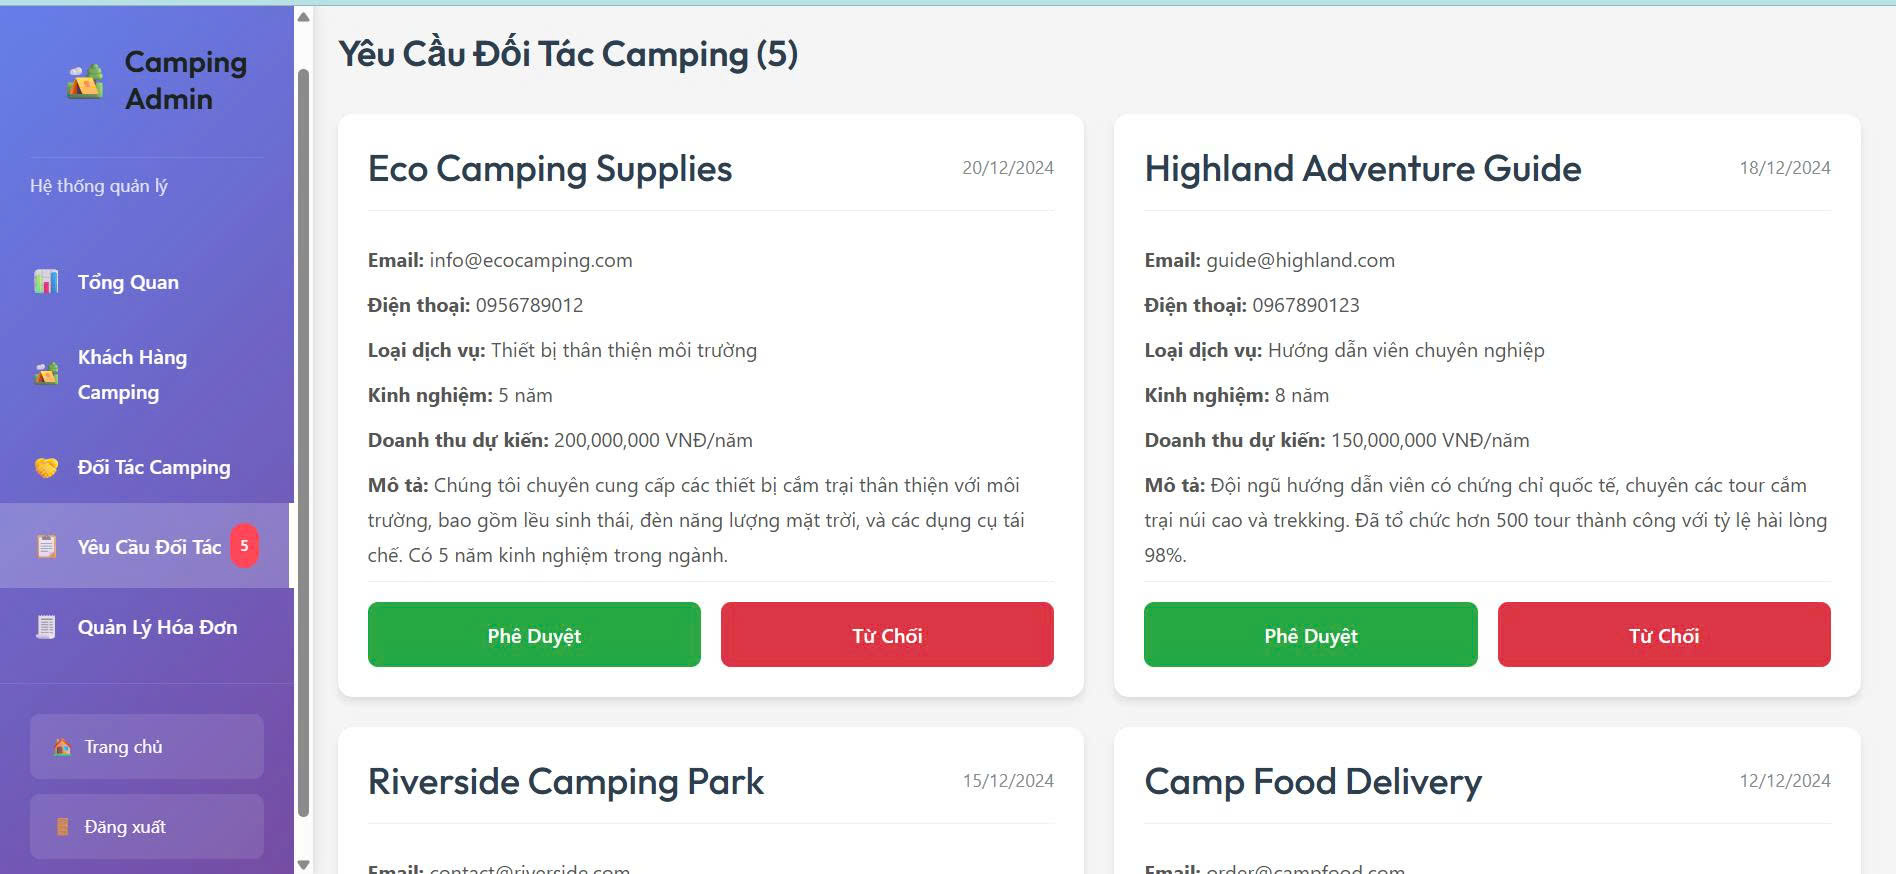 Camping
Admin
Hệ thống quản lý
Tổng Quan
Khách Hàng
Camping
Đối Tác Camping
Yêu Cầu Đối Tác 5
Quản Lý Hóa Đơn
Trang chủ
Đăng xuất
Yêu Cầu Đối Tác Camping (5)
Eco Camping Supplies 20/12/2024
Email: info@ecocamping.com
Điện thoại: 0956789012
Loại dịch vụ: Thiết bị thân thiện môi trường
Kinh nghiệm: 5 năm
Doanh thu dự kiến: 200,000,000 VNĐ/năm
Mô tả: Chúng tôi chuyên cung cấp các thiết bị cắm trại thân thiện với môi
trường, bao gồm lều sinh thái, đèn năng lượng mặt trời, và các dụng cụ tái
chế. Có 5 năm kinh nghiệm trong ngành.
Phê Duyệt Từ Chối
Highland Adventure Guide 18/12/2024
Email: guide@highland.com
Điện thoại: 0967890123
Loại dịch vụ: Hướng dẫn viên chuyên nghiệp
Kinh nghiệm: 8 năm
Doanh thu dự kiến: 150,000,000 VNĐ/năm
Mô tả: Đội ngũ hướng dẫn viên có chứng chỉ quốc tế, chuyên các tour cắm
trại núi cao và trekking. Đã tổ chức hơn 500 tour thành công với tỷ lệ hài lòng
98%.
Phê Duyệt Từ Chối
Riverside Camping Park 15/12/2024
Email: contact@riverside.com
Camp Food Delivery 12/12/2024
Email: order@campfood.com